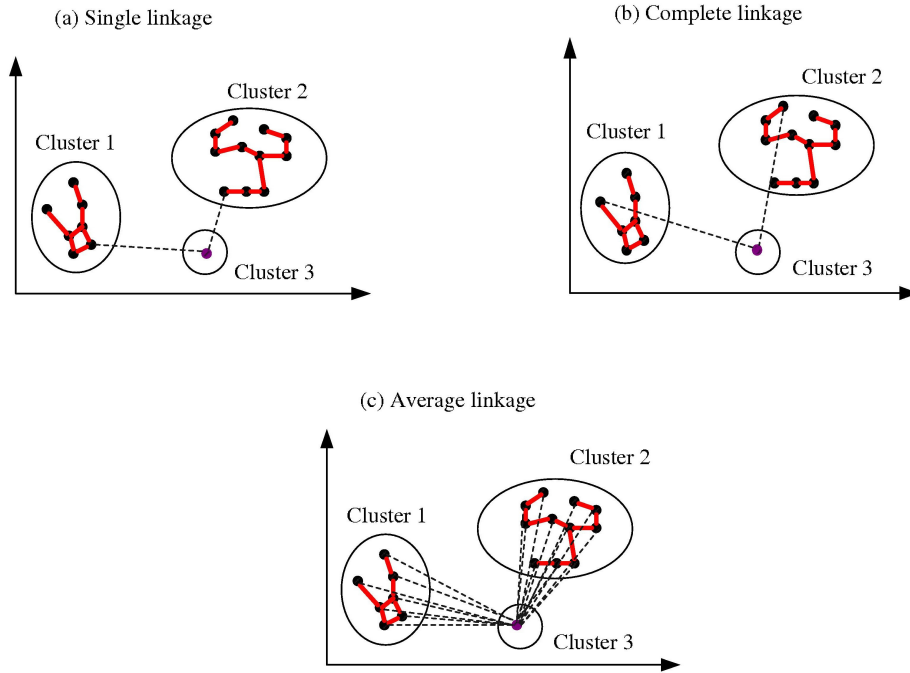 (a) Single linkage
Cluster 2
Cluster 1
Cluster 3
(b) Complete linkage
Cluster 2
Cluster 1
Cluster 3
(c) Average linkage
Cluster 2
Cluster 1
Cluster 3